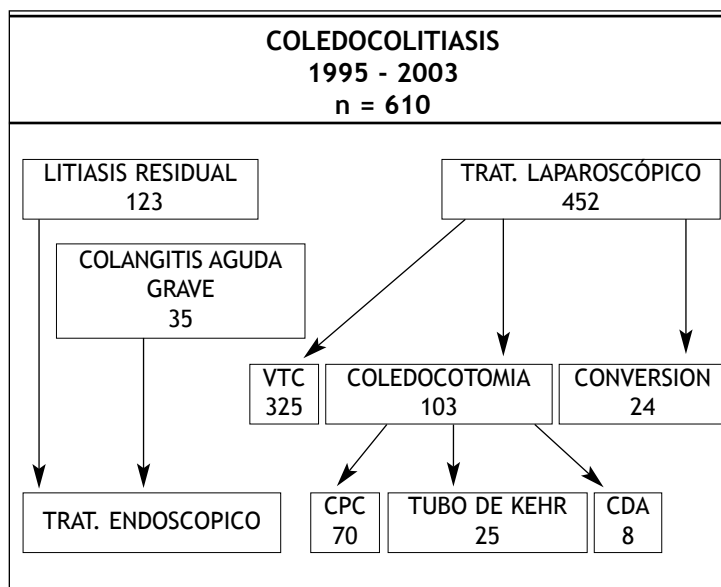 COLEDOCOLITIASIS
1995 - 2003
n = 610
LITIASIS RESIDUAL
123
TRAT. LAPAROSCÓPICO
452
COLANGITIS AGUDA
GRAVE
35
VTC
325
COLEDOCOTOMIA
103
CONVERSION
24
TRAT. ENDOSCOPICO
CPC
70
TUBO DE KEHR
25
CDA
8